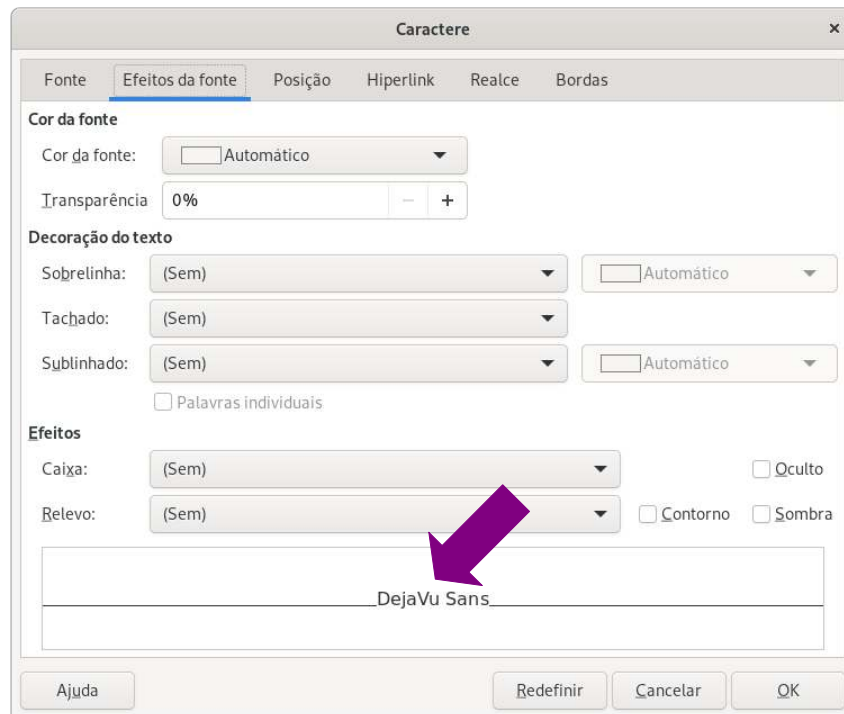 Caractere ×
Fonte Efeitos da fonte Posição Hiperlink Realce Bordas
Cor da fonte
Cor da fonte: Automático
Transparência 0% − +
Decoração do texto
Sobrelinha: (Sem) Automático
Tachado: (Sem)
Sublinhado: (Sem) Automático
Palavras individuais
Efeitos
Caixa: (Sem) Oculto
Relevo: (Sem) Contorno Sombra
DejaVu Sans
Ajuda Redefinir Cancelar OK